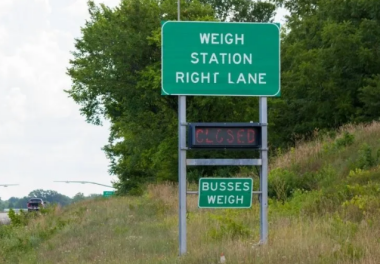 WEIGH
STATION
RIGHT LANE
CLOSED
BUSSES
WEIGH